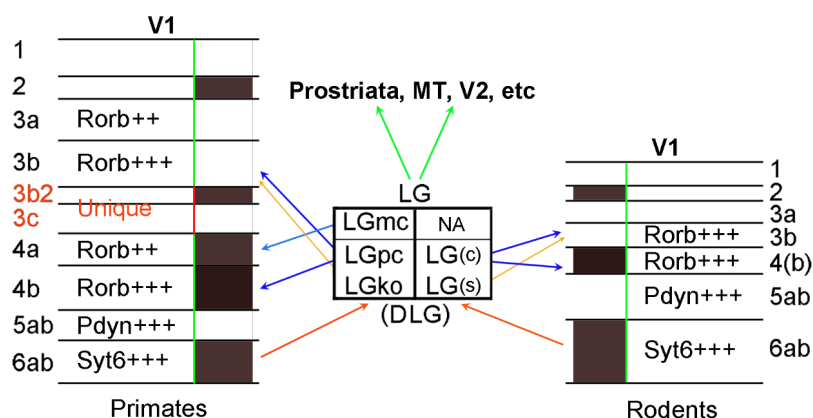 V1
1
2
3a Rorb++
3b Rorb+++
3b2
3c
Unique
4a Rorb++
4b Rorb+++
5ab Pdyn+++
6ab Syt6+++
Primates
Prostriata, MT, V2, etc
LG
LGmc NA
LGpc LG(c)
LGko LG(s)
(DLG)
V1
1
2
3a
Rorb+++ 3b
Rorb+++ 4(b)
Pdyn+++ 5ab
Syt6+++ 6ab
Rodents